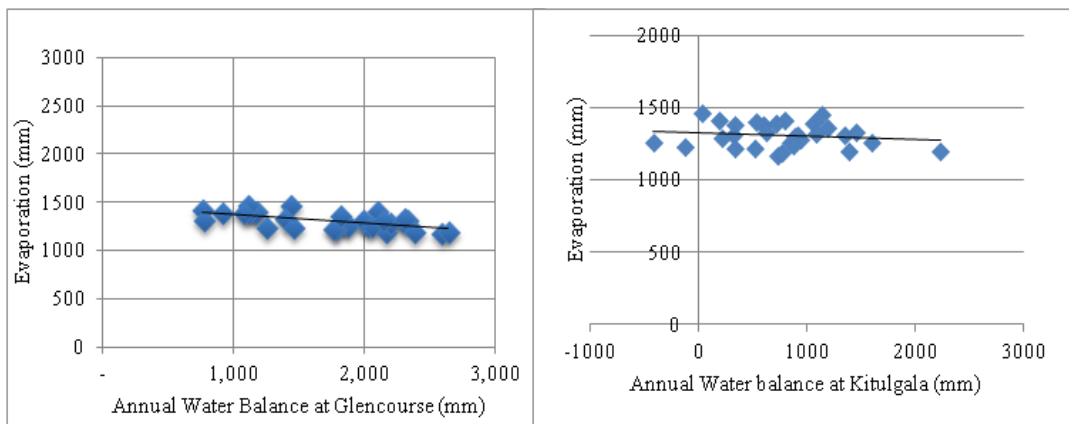 3000
2500
2000
1500
1000
500
0
Evaporation (mm)
- 1,000 2,000 3,000
Annual Water Balance at Glencourse (mm)
2000
1500
1000
500
0
Evaporation (mm)
-1000 0 1000 2000 3000
Annual Water balance at Kitulgala (mm)